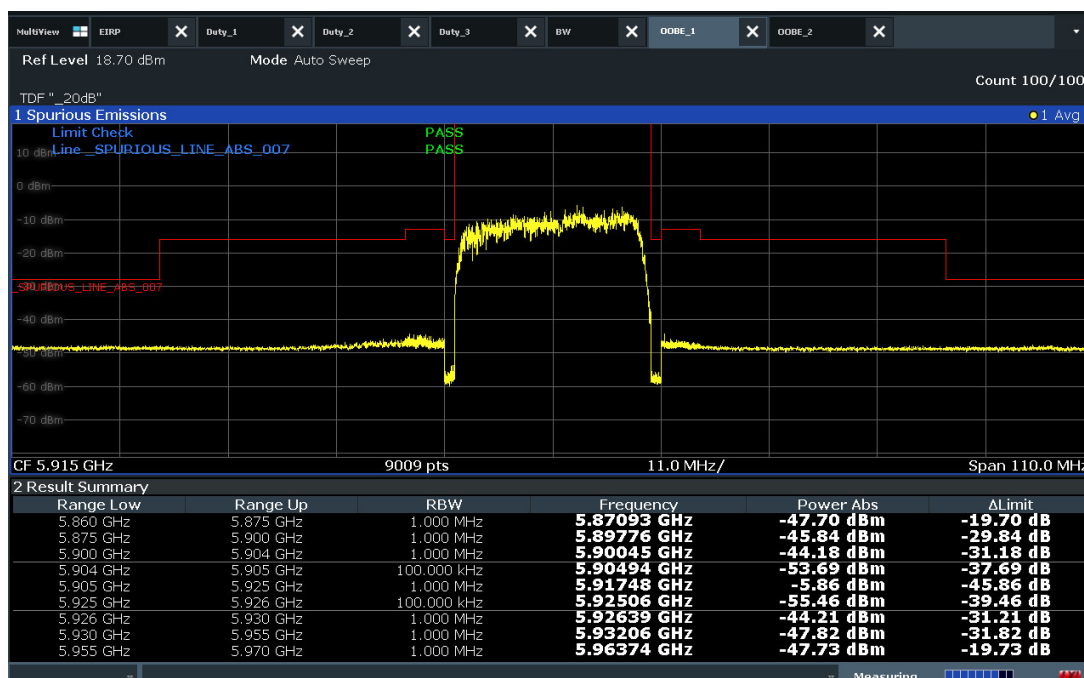 MultiView EIRP Duty_1 Duty_2 Duty_3 BW OOBE_1 OOBE_2
Ref Level 18.70 dBm Mode Auto Sweep
Count 100/100
TDF "_20dB"
1 Spurious Emissions 1 Avg
Limit Check PASS
10 dBm Line _SPURIOUS_LINE_ABS_007 PASS
0 dBm
-10 dBm
-20 dBm
-30 dBm
_SPURIOUS_LINE_ABS_007
-40 dBm
-50 dBm
-60 dBm
-70 dBm
CF 5.915 GHz 9009 pts 11.0 MHz/ Span 110.0 MHz
2 Result Summary
Range Low Range Up RBW Frequency Power Abs ΔLimit
5.860 GHz 5.875 GHz 1.000 MHz 5.87093 GHz -47.70 dBm -19.70 dB
5.875 GHz 5.900 GHz 1.000 MHz 5.89776 GHz -45.84 dBm -29.84 dB
5.900 GHz 5.904 GHz 1.000 MHz 5.90045 GHz -44.18 dBm -31.18 dB
5.904 GHz 5.905 GHz 100.000 kHz 5.90494 GHz -53.69 dBm -37.69 dB
5.905 GHz 5.925 GHz 1.000 MHz 5.91748 GHz -5.86 dBm -45.86 dB
5.925 GHz 5.926 GHz 100.000 kHz 5.92506 GHz -55.46 dBm -39.46 dB
5.926 GHz 5.930 GHz 1.000 MHz 5.92639 GHz -44.21 dBm -31.21 dB
5.930 GHz 5.955 GHz 1.000 MHz 5.93206 GHz -47.82 dBm -31.82 dB
5.955 GHz 5.970 GHz 1.000 MHz 5.96374 GHz -47.73 dBm -19.73 dB
Measuring